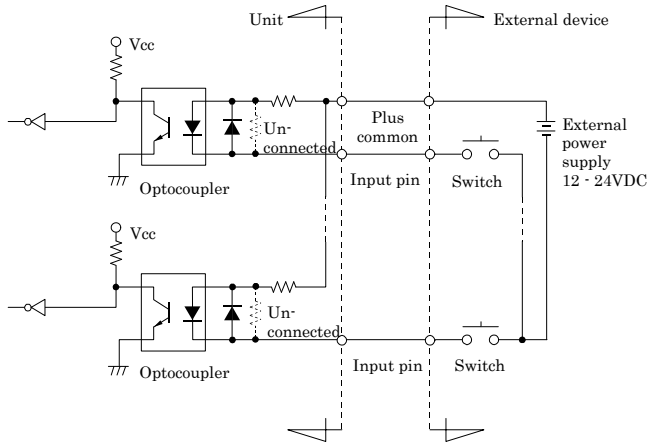 Unit
External device
Vcc
Un-
connected
Plus
common
External
power
supply
12 - 24VDC
Optocoupler
Input pin
Switch
Vcc
Un-
connected
Optocoupler
Input pin
Switch